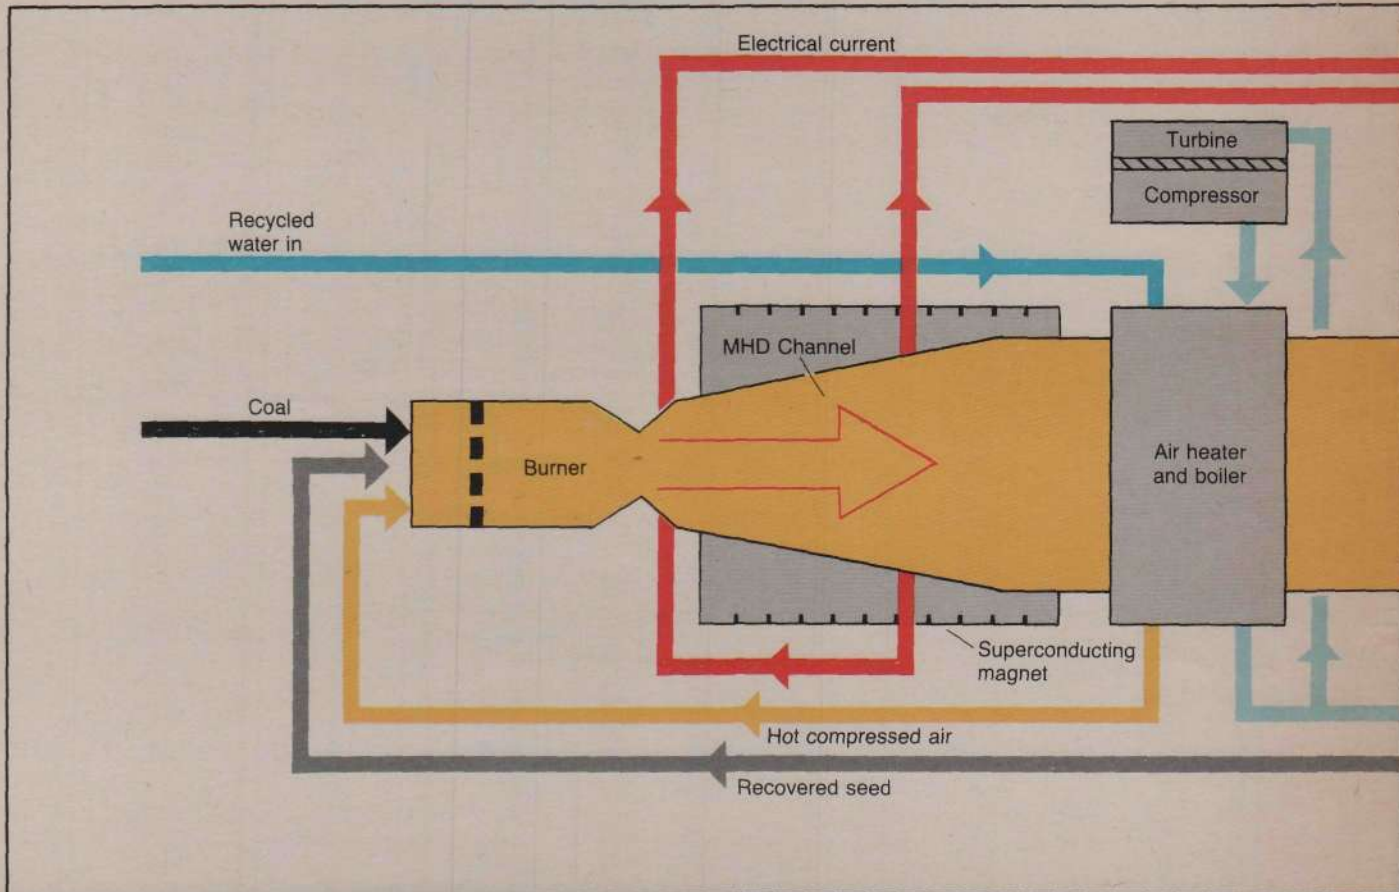 Electrical current
Turbine
Compressor
Recycled
water in
MHD Channel
Coal
Burner
Air heater
and boiler
Superconducting
magnet
Hot compressed air
Recovered seed